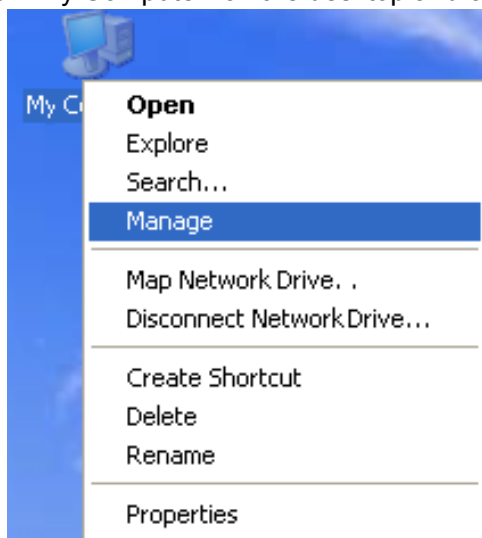 My C
Open
Explore
Search...
Manage
Map Network Drive. .
Disconnect Network Drive...
Create Shortcut
Delete
Rename
Properties